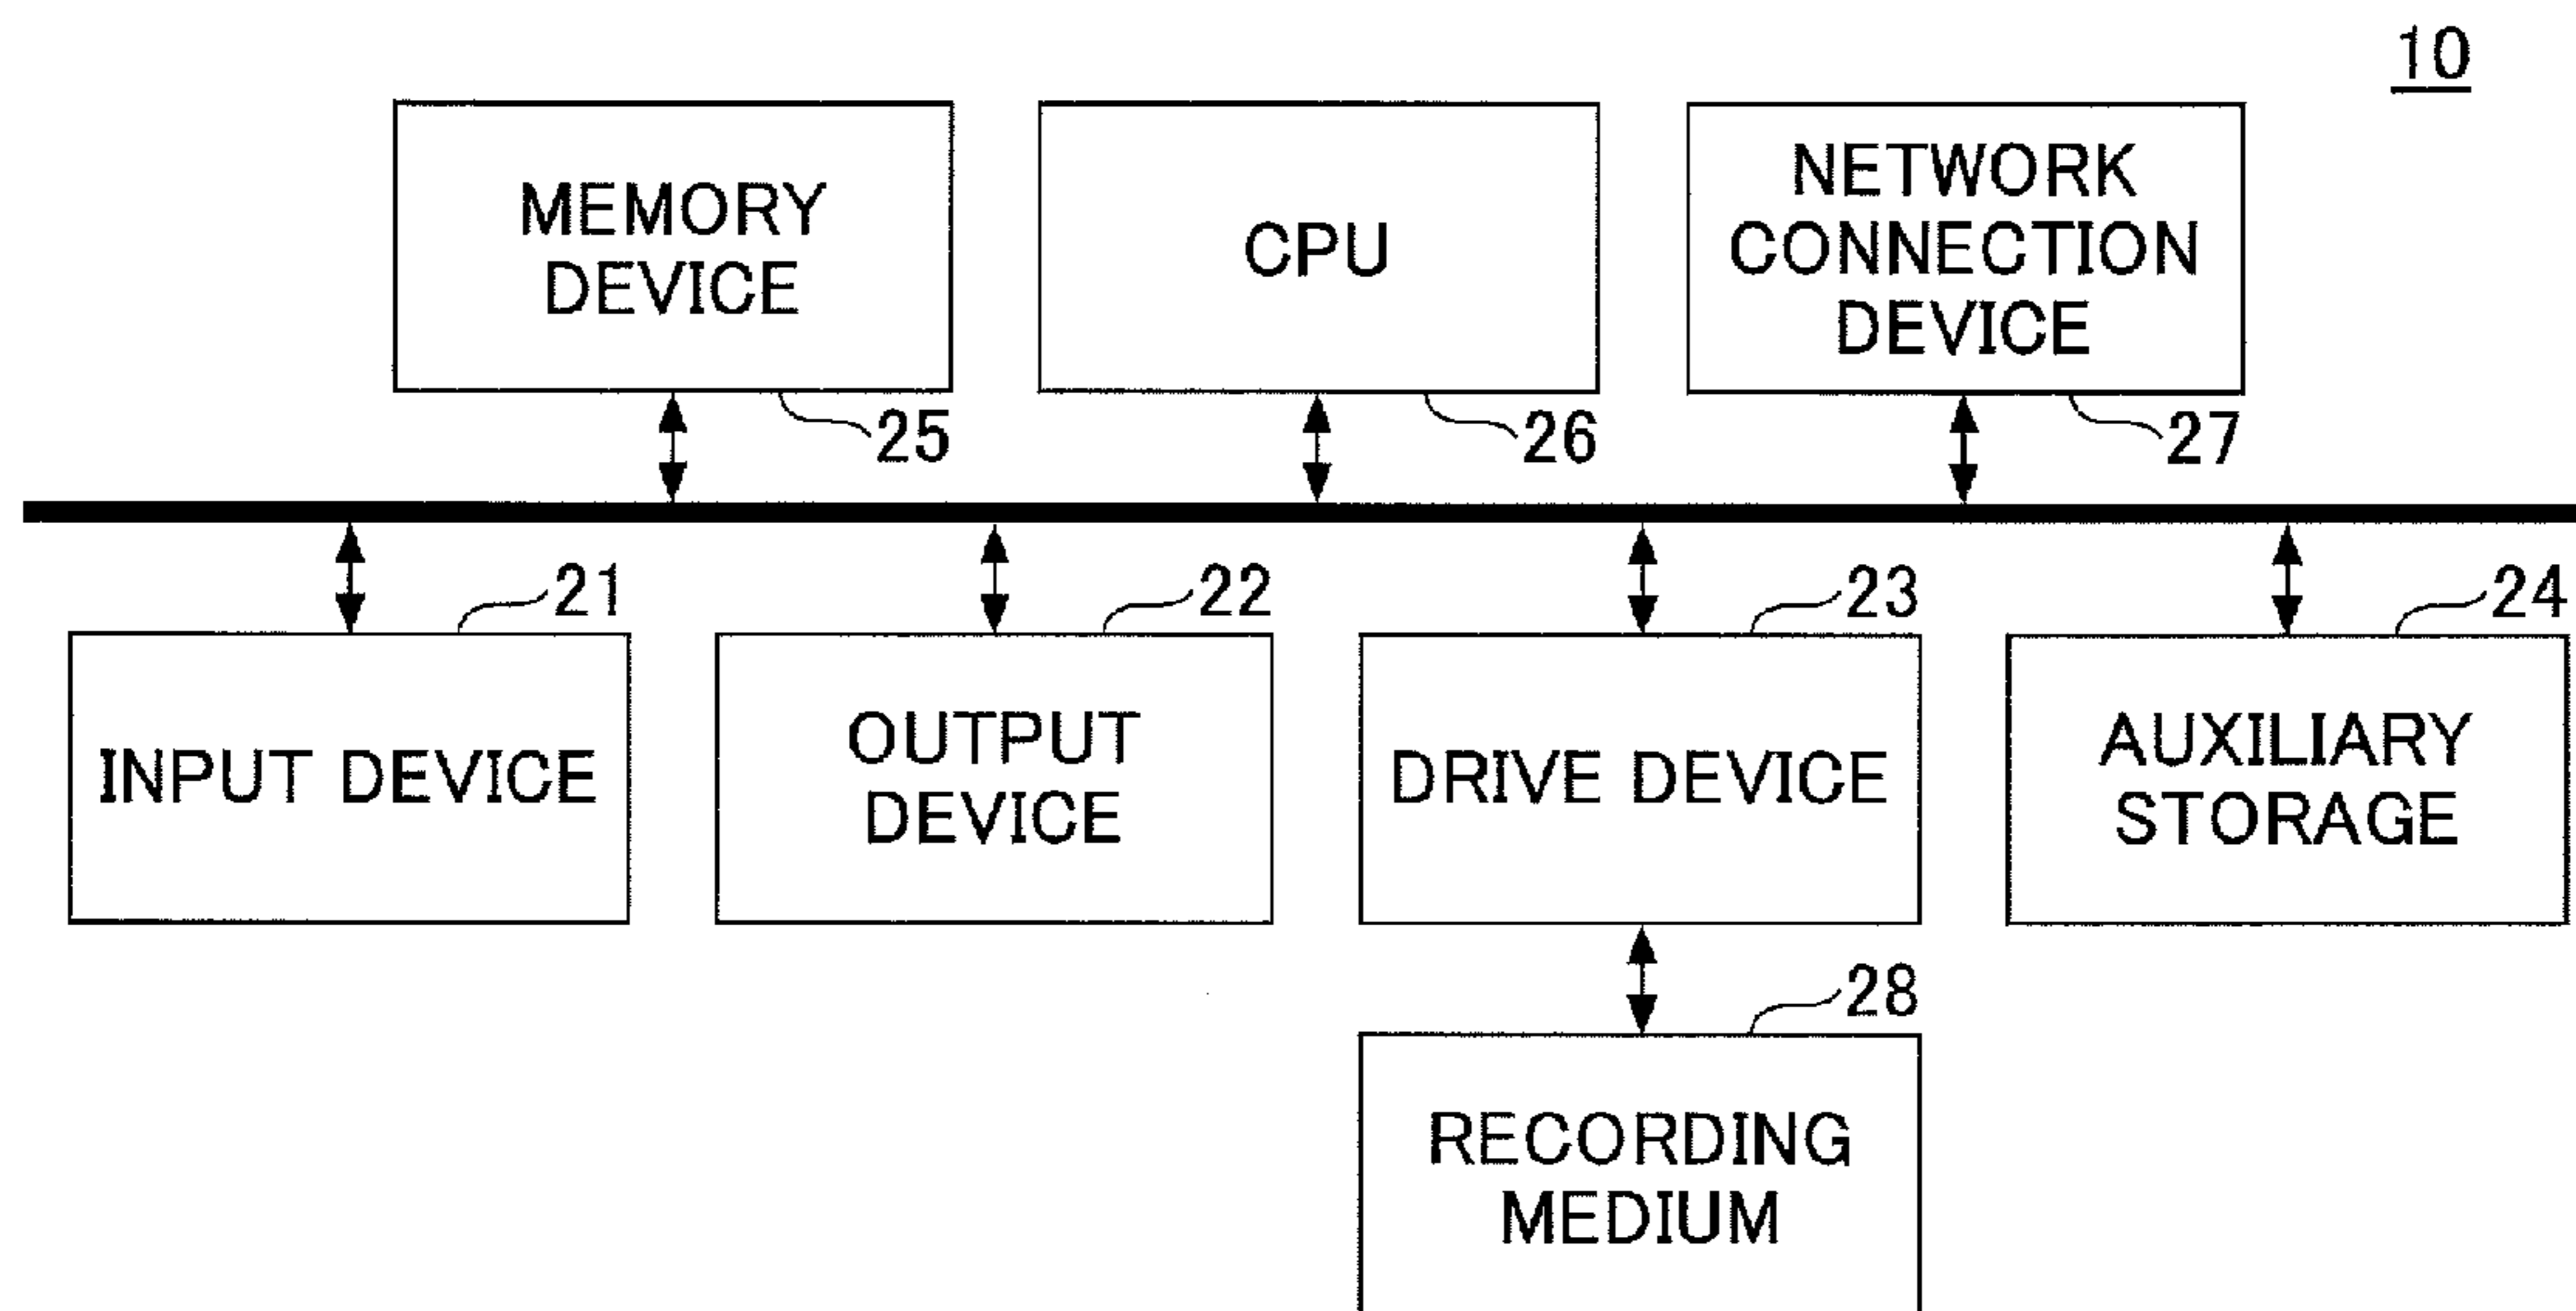 10
MEMORY
DEVICE
CPU
NETWORK
CONNECTION
DEVICE
25
26
27
21
22
23
24
INPUT DEVICE
OUTPUT
DEVICE
DRIVE DEVICE
AUXILIARY
STORAGE
28
RECORDING
MEDIUM